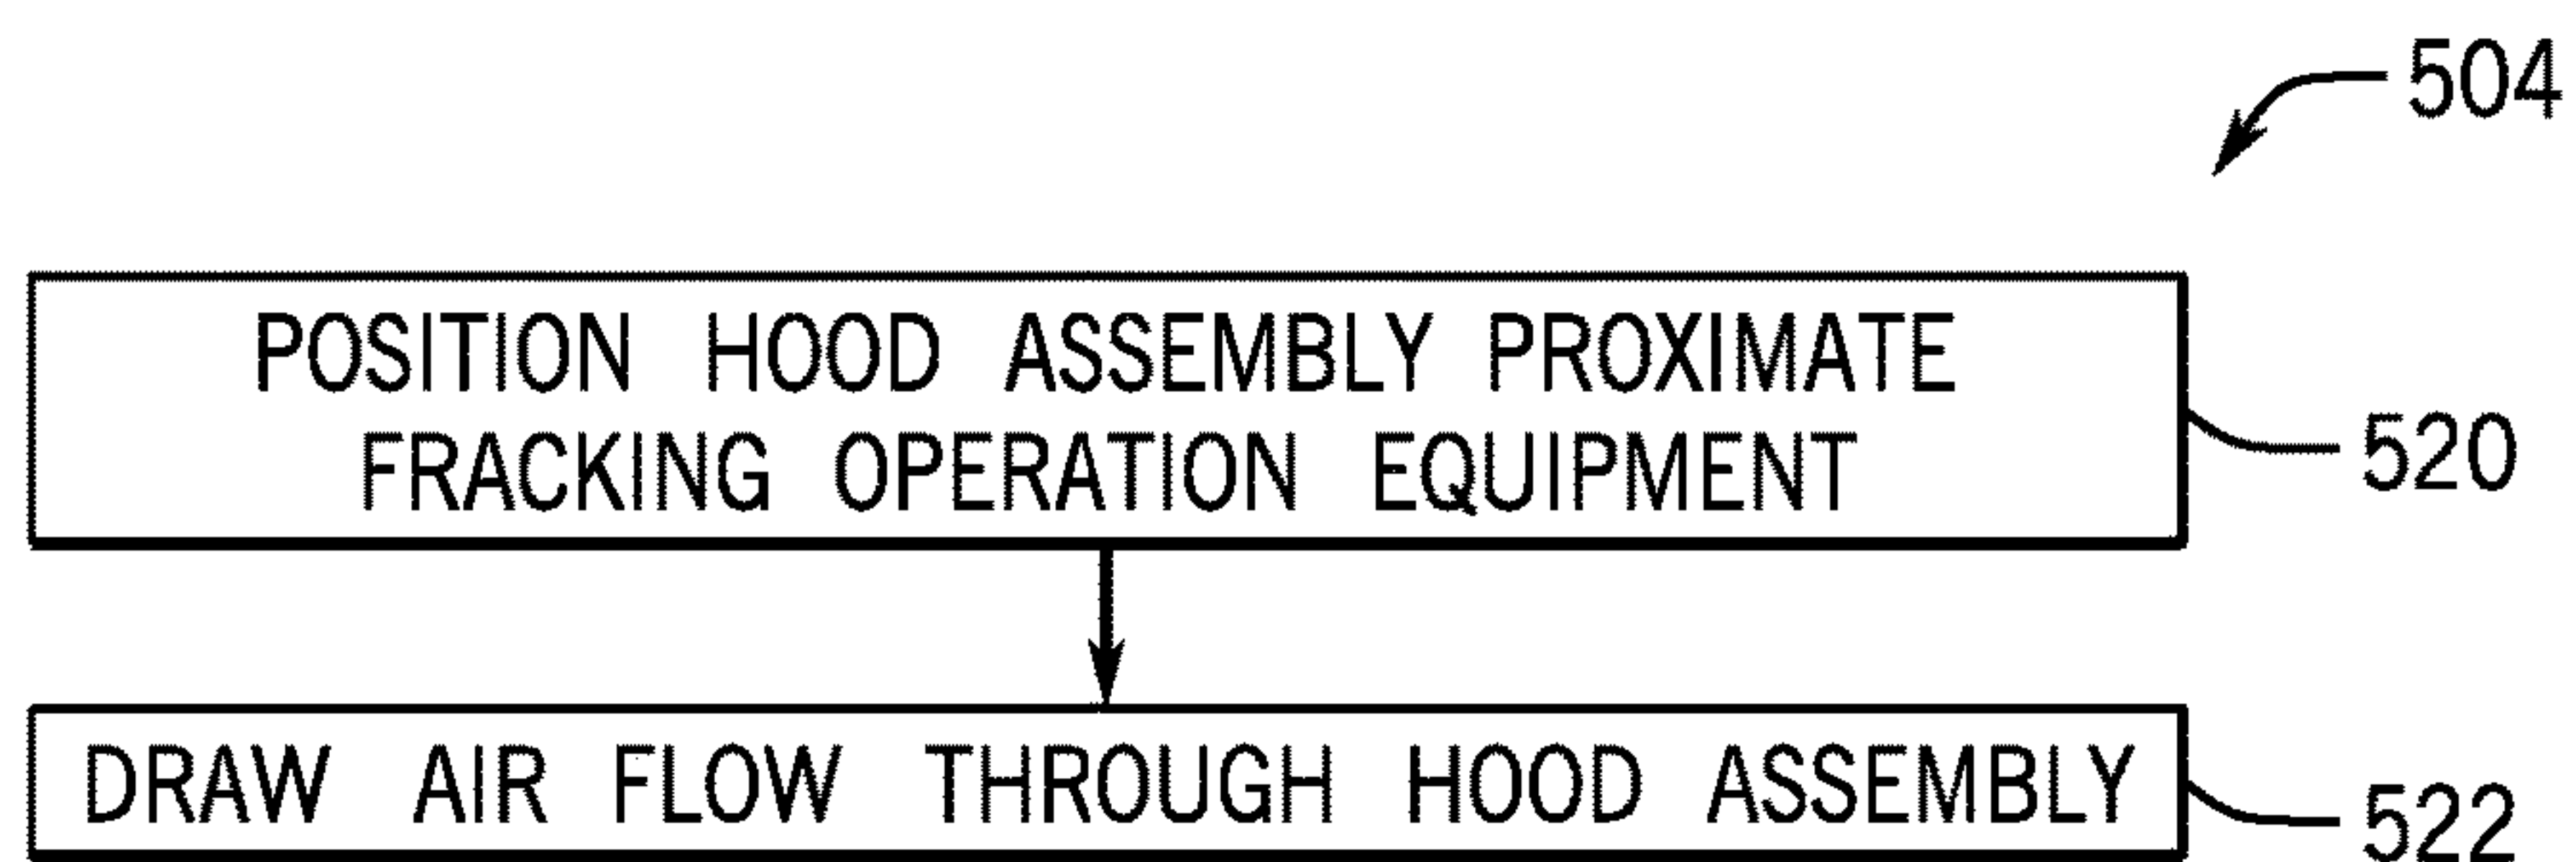 504
POSITION HOOD ASSEMBLY PROXIMATE
FRACKING OPERATION EQUIPMENT
520
DRAW AIR FLOW THROUGH HOOD ASSEMBLY
522